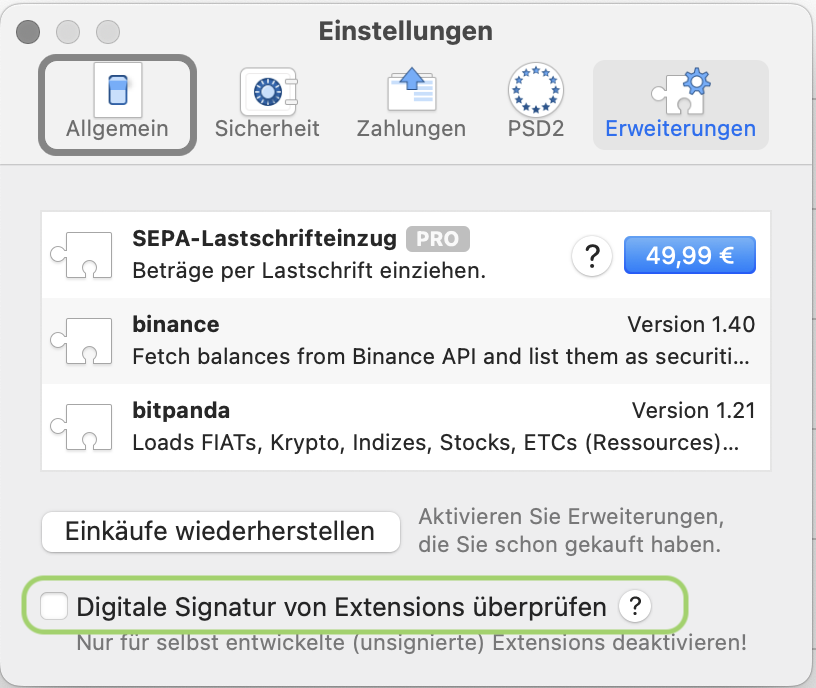 Einstellungen
Allgemein Sicherheit Zahlungen PSD2 Erweiterungen
SEPA-Lastschrifteinzug PRO
Beträge per Lastschrift einziehen.
? 49,99 €
binance Version 1.40
Fetch balances from Binance API and list them as securiti...
bitpanda Version 1.21
Loads FIATs, Krypto, Indizes, Stocks, ETCs (Ressources)...
Einkäufe wiederherstellen
Aktivieren Sie Erweiterungen,
die Sie schon gekauft haben.
Digitale Signatur von Extensions überprüfen ?
Nur für selbst entwickelte (unsignierte) Extensions deaktivieren!